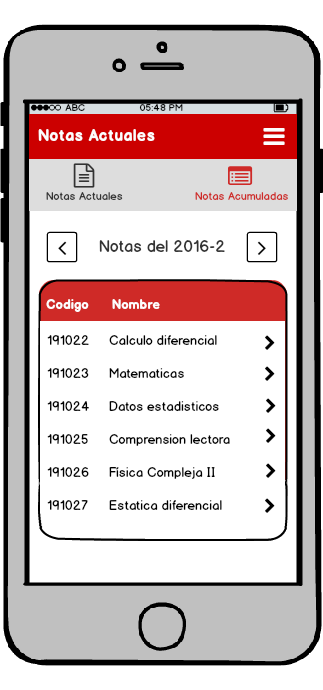 ABC 05:48 PM
Notas Actuales
Notas Actuales Notas Acumuladas
< Notas del 2016-2 >
Codigo Nombre
191022 Calculo diferencial
191023 Matematicas
191024 Datos estadisticos
191025 Comprension lectora
191026 Fisica Compleja II
191027 Estatica diferencial